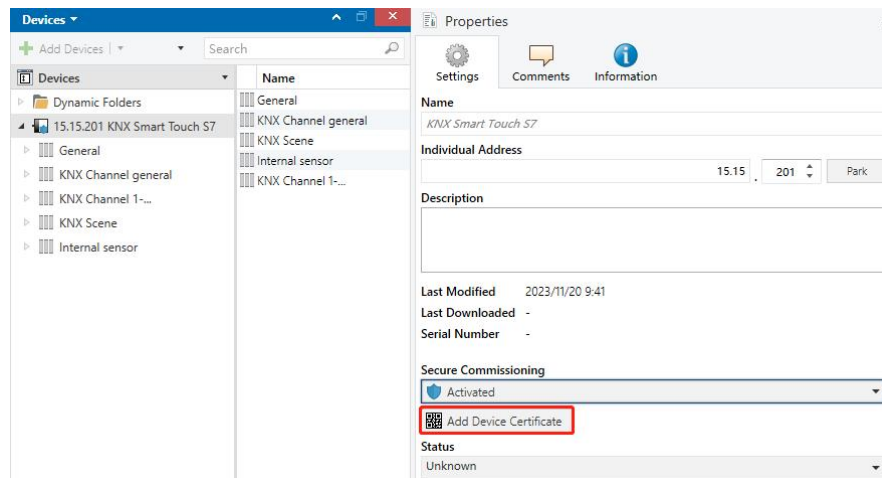 Devices
Add Devices
Search
Devices
Dynamic Folders
15.15.201 KNX Smart Touch S7
General
KNX Channel general
KNX Channel 1-...
KNX Scene
Internal sensor
Name
General
KNX Channel general
KNX Scene
Internal sensor
KNX Channel 1-...
Properties
Settings
Comments
Information
Name
KNX Smart Touch S7
Individual Address
15.15 . 201 Park
Description
Last Modified 2023/11/20 9:41
Last Downloaded -
Serial Number -
Secure Commissioning
Activated
Add Device Certificate
Status
Unknown